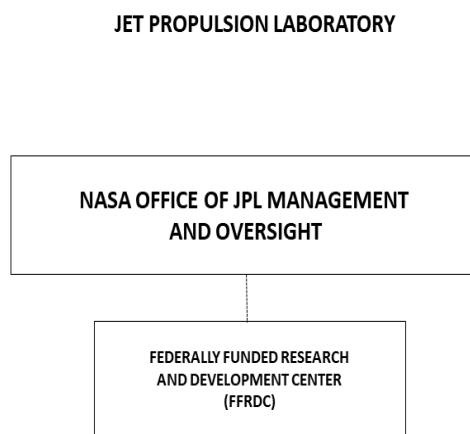 JET PROPULSION LABORATORY
NASA OFFICE OF JPL MANAGEMENT
AND OVERSIGHT
FEDERALLY FUNDED RESEARCH
AND DEVELOPMENT CENTER
(FFRDC)